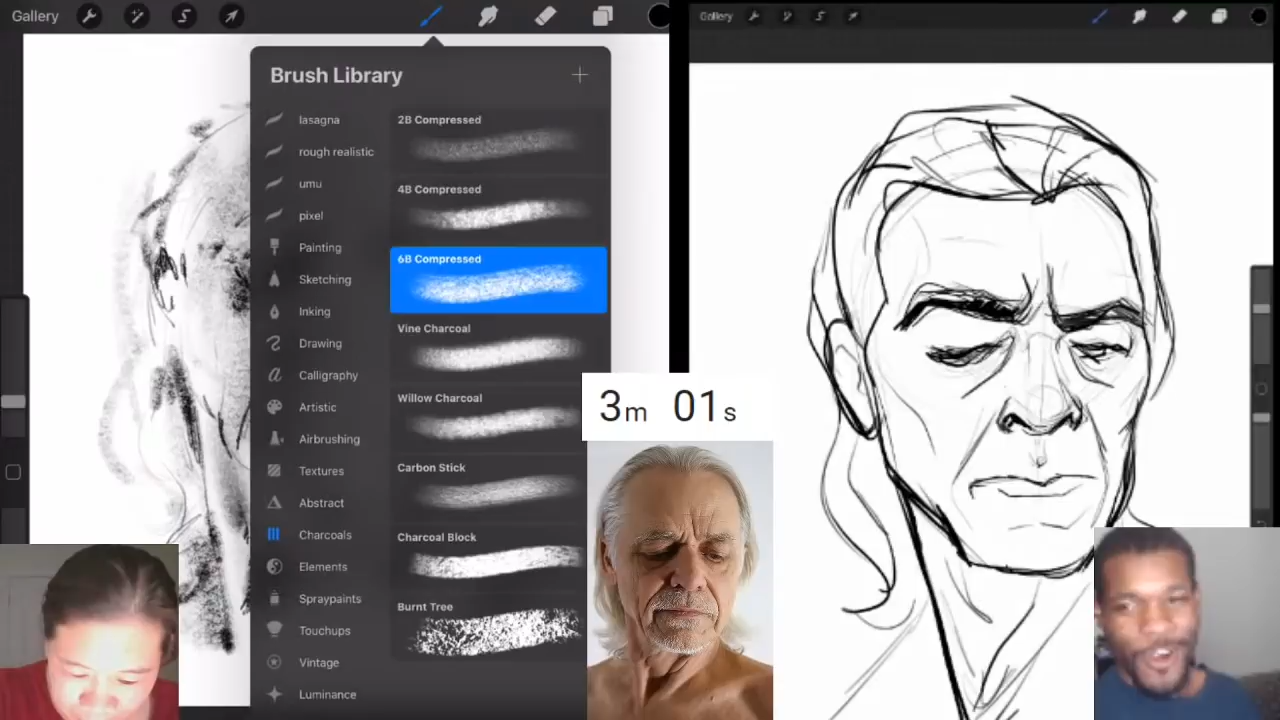 Gallery
Brush Library
lasagna
rough realistic
umu
pixel
Painting
Sketching
Inking
Drawing
Calligraphy
Artistic
Airbrushing
Textures
Abstract
Charcoals
Elements
Spraypaints
Touchups
Vintage
Luminance
2B Compressed
4B Compressed
6B Compressed
Vine Charcoal
Willow Charcoal
Carbon Stick
Charcoal Block
Burnt Tree
3m 01s
Gallery